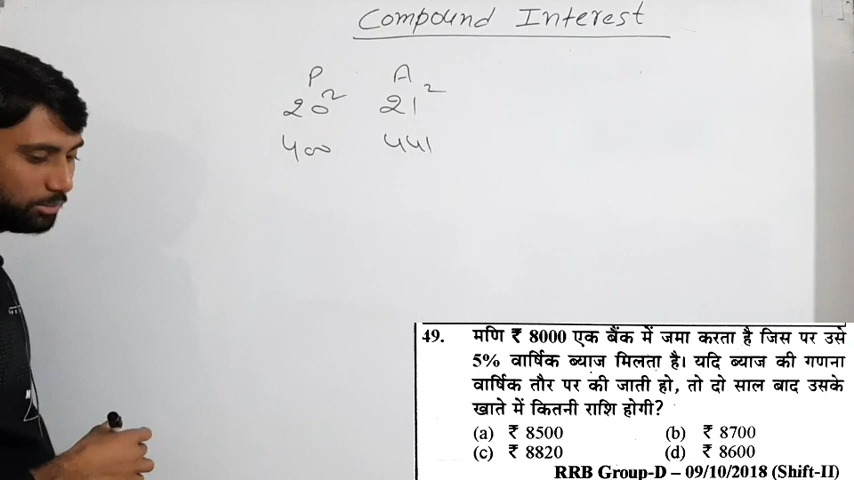 Compound Interest
P A
20² 21²
400 441
49. मणि ₹ 8000 एक बैंक में जमा करता है जिस पर उसे
5% वार्षिक ब्याज मिलता है। यदि ब्याज की गणना
वार्षिक तौर पर की जाती हो, तो दो साल बाद उसके
खाते में कितनी राशि होगी?
(a) ₹ 8500 (b) ₹ 8700
(c) ₹ 8820 (d) ₹ 8600
RRB Group-D – 09/10/2018 (Shift-II)